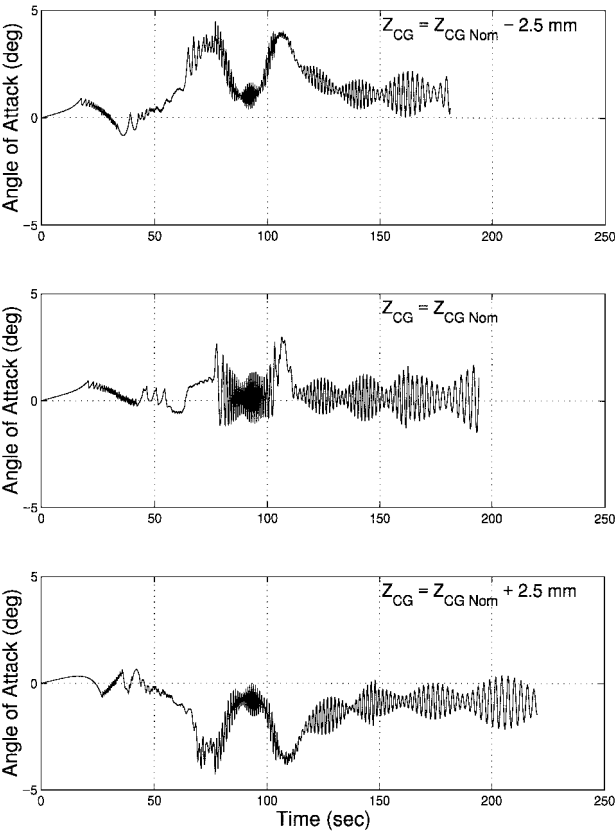 Z_CG = Z_CG Nom − 2.5 mm
Angle of Attack (deg)
5
0
−5
0 50 100 150 200 250
Z_CG = Z_CG Nom
Angle of Attack (deg)
5
0
−5
0 50 100 150 200 250
Z_CG = Z_CG Nom + 2.5 mm
Angle of Attack (deg)
5
0
−5
0 50 100 150 200 250
Time (sec)